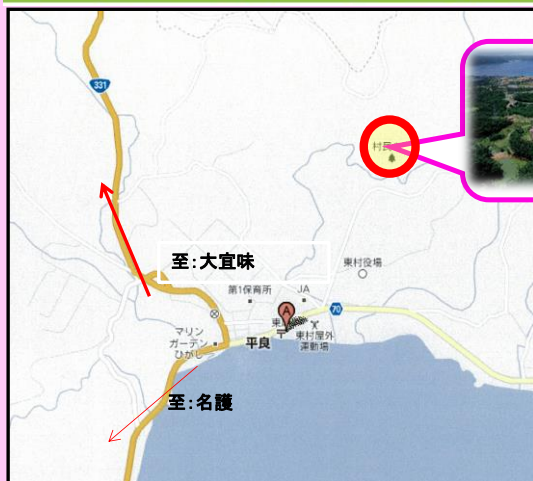 331
村民
至:大宜味
東村役場
第1保育所
JA
A
70
東
東村屋外
運動場
マリン
ガーデン
ひがし
平良
至:名護